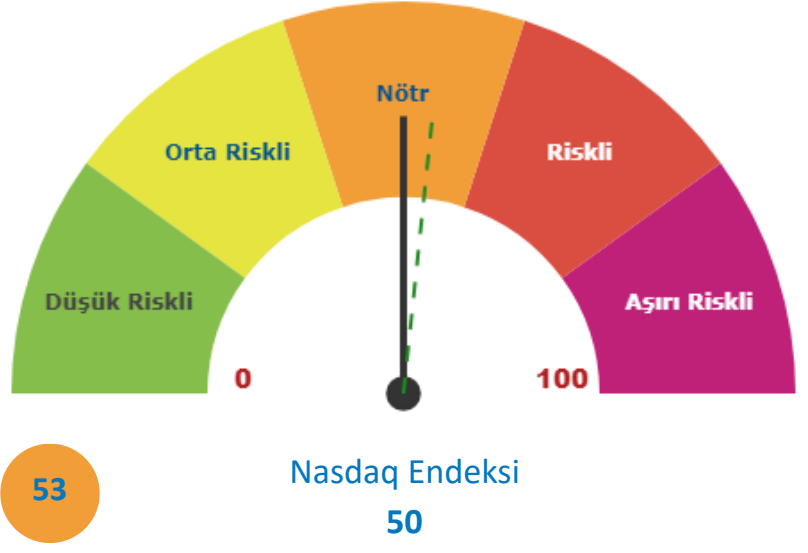 Nötr
Orta Riskli
Riskli
Düşük Riskli
Aşırı Riskli
0
100
Nasdaq Endeksi
53
50